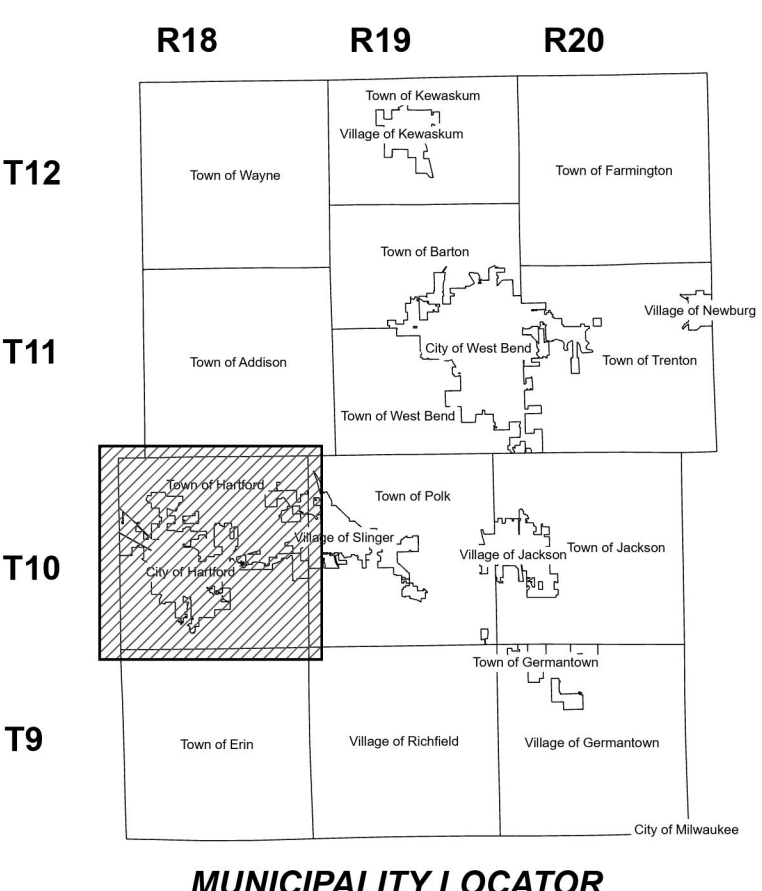 R18 R19 R20
Town of Kewaskum
Village of Kewaskum
T12
Town of Wayne
Town of Farmington
Town of Barton
Village of Newburg
T11
City of West Bend
Town of Addison
Town of Trenton
Town of West Bend
Town of Hartford
Town of Polk
Village of Slinger
Village of Jackson
Town of Jackson
T10
City of Hartford
Town of Germantown
T9
Town of Erin
Village of Richfield
Village of Germantown
City of Milwaukee
MUNICIPALITY LOCATOR